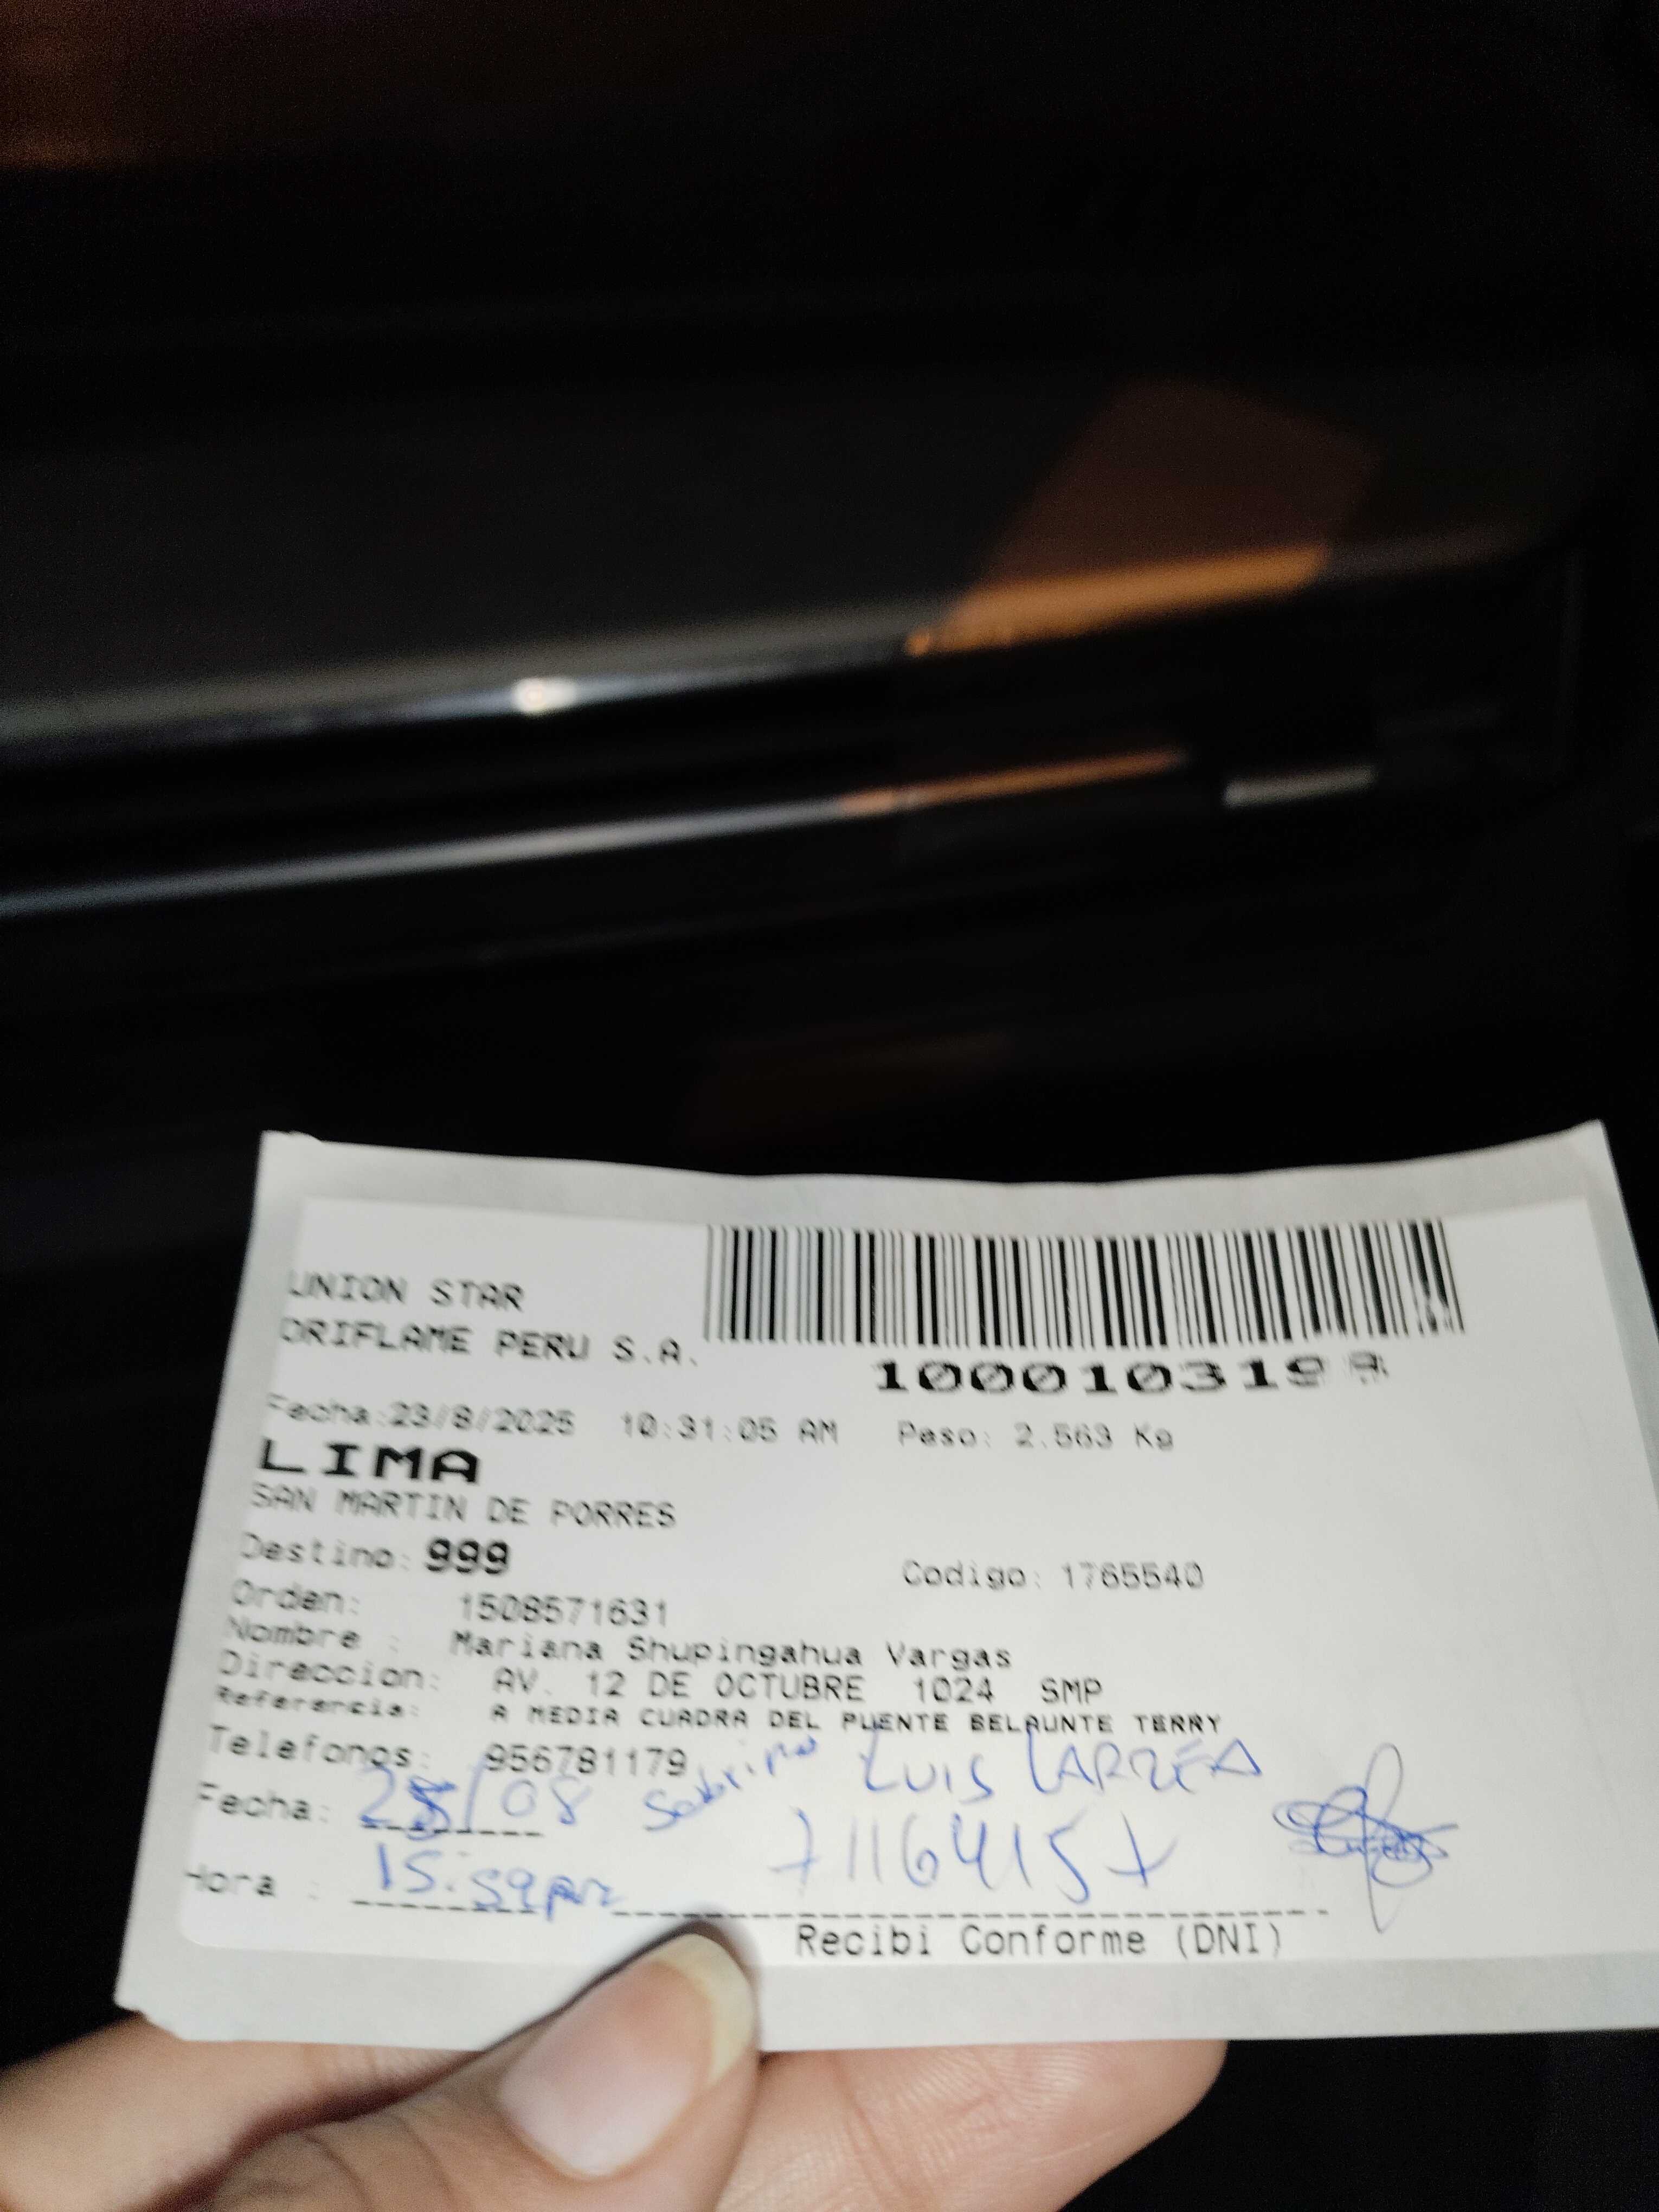 UNION STAR
ORIFLAME PERU S.A.
Fecha:23/8/2025 10:31:05 AM Peso: 2.563 Kg
LIMA
SAN MARTIN DE PORRES
Destino: 999 Codigo: 1765540
Orden: 1508571631
Nombre : Mariana Shupingahua Vargas
Direccion: AV. 12 DE OCTUBRE 1024 SMP
Referencia: A MEDIA CUADRA DEL PUENTE BELAUNTE TERRY
Telefonos: 956781179
Sobrino LUIS LARREA
Fecha: 25/08
71164157
Hora : 15:59pm
Recibi Conforme (DNI)